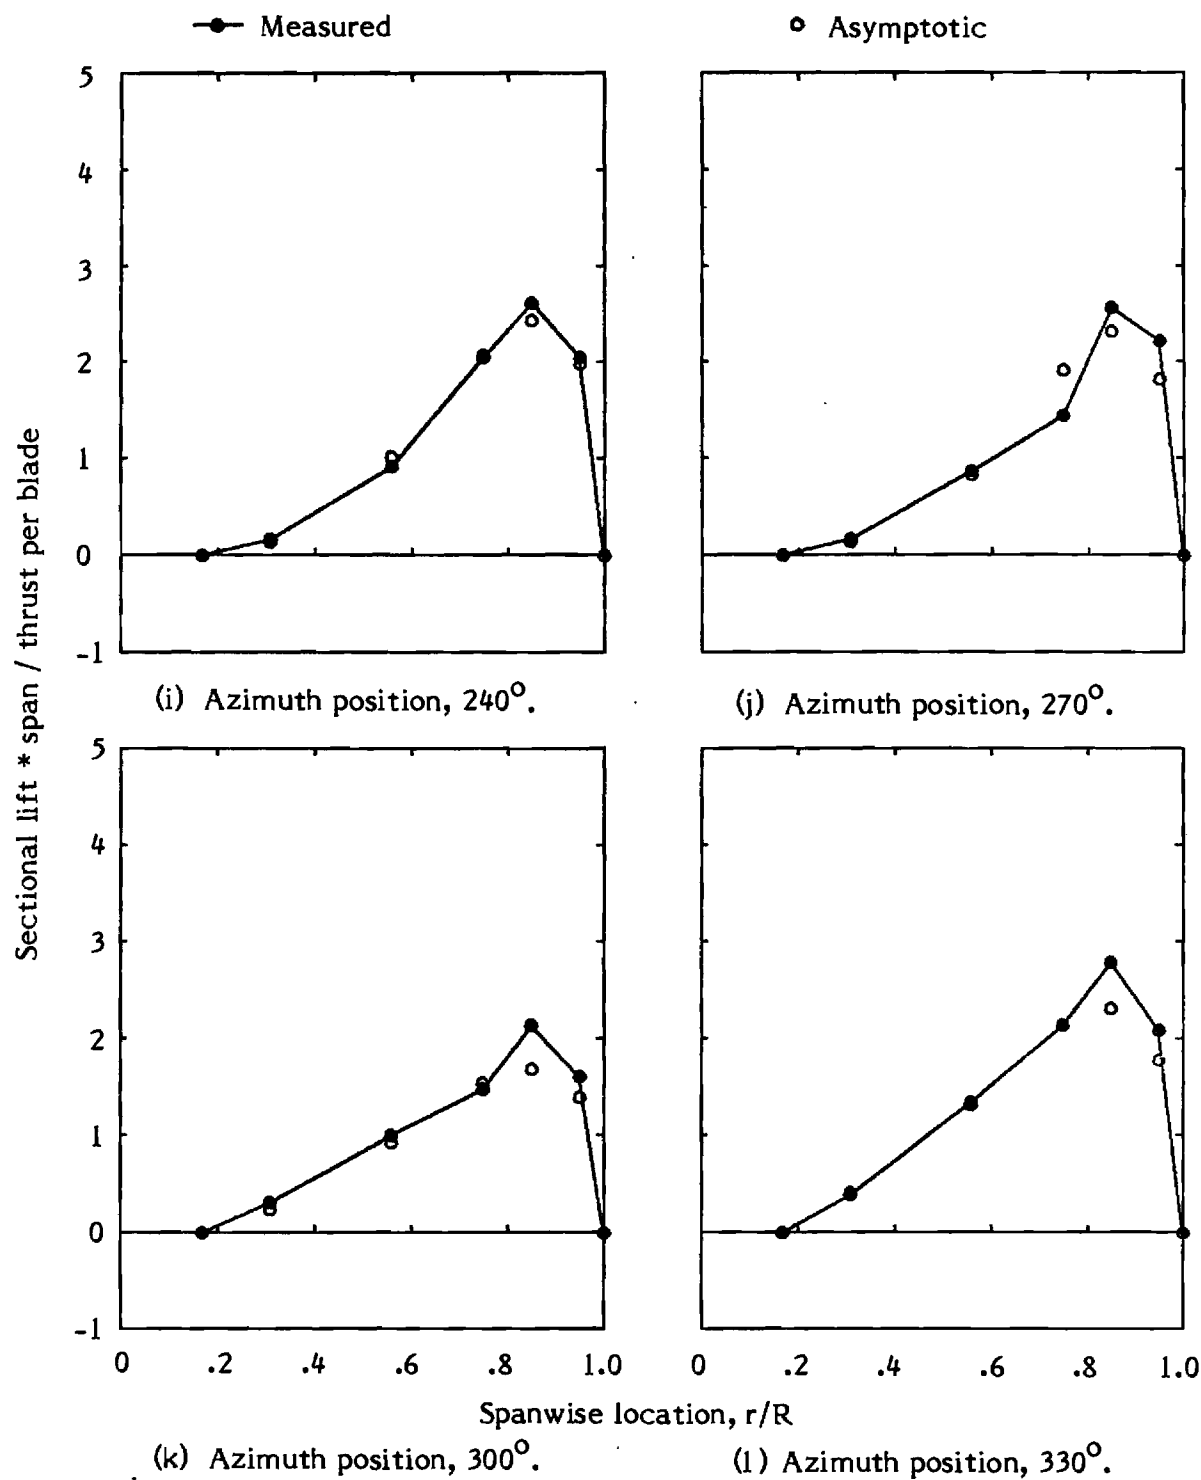 Measured
Asymptotic
Sectional lift * span / thrust per blade
5
4
3
2
1
0
-1
(i) Azimuth position, 240°.
(j) Azimuth position, 270°.
5
4
3
2
1
0
-1
0 .2 .4 .6 .8 1.0
0 .2 .4 .6 .8 1.0
Spanwise location, r/R
(k) Azimuth position, 300°.
(l) Azimuth position, 330°.